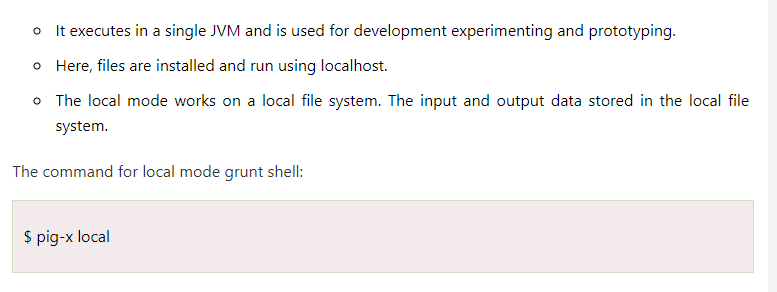 It executes in a single JVM and is used for development experimenting and prototyping.
Here, files are installed and run using localhost.
The local mode works on a local file system. The input and output data stored in the local file
system.
The command for local mode grunt shell:
$ pig-x local